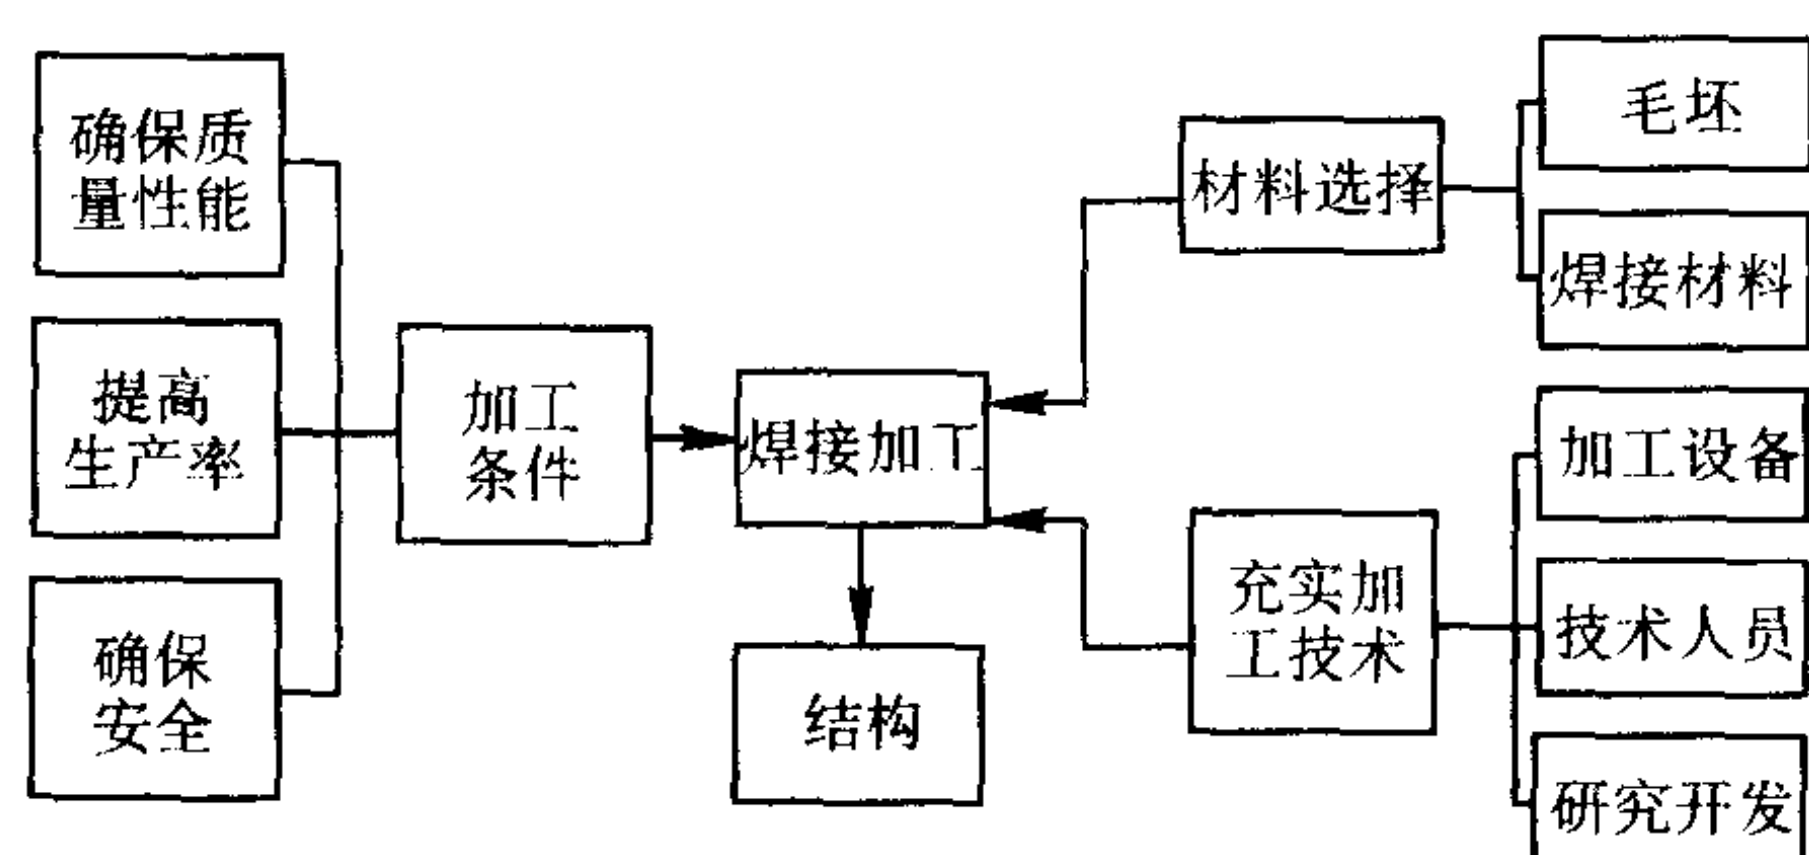 确保质
量性能
提高
生产率
确保
安全
加工
条件
焊接加工
结构
材料选择
充实加
工技术
毛坯
焊接材料
加工设备
技术人员
研究开发